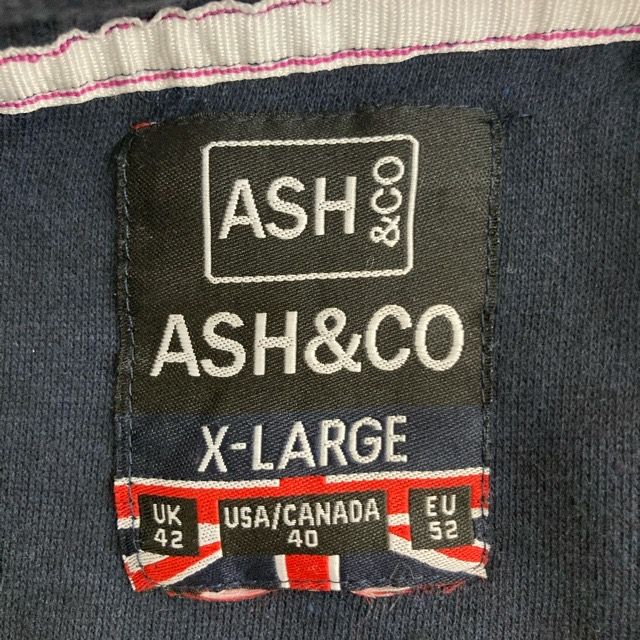 ASH &CO
ASH&CO
X-LARGE
UK 42
USA/CANADA 40
EU 52